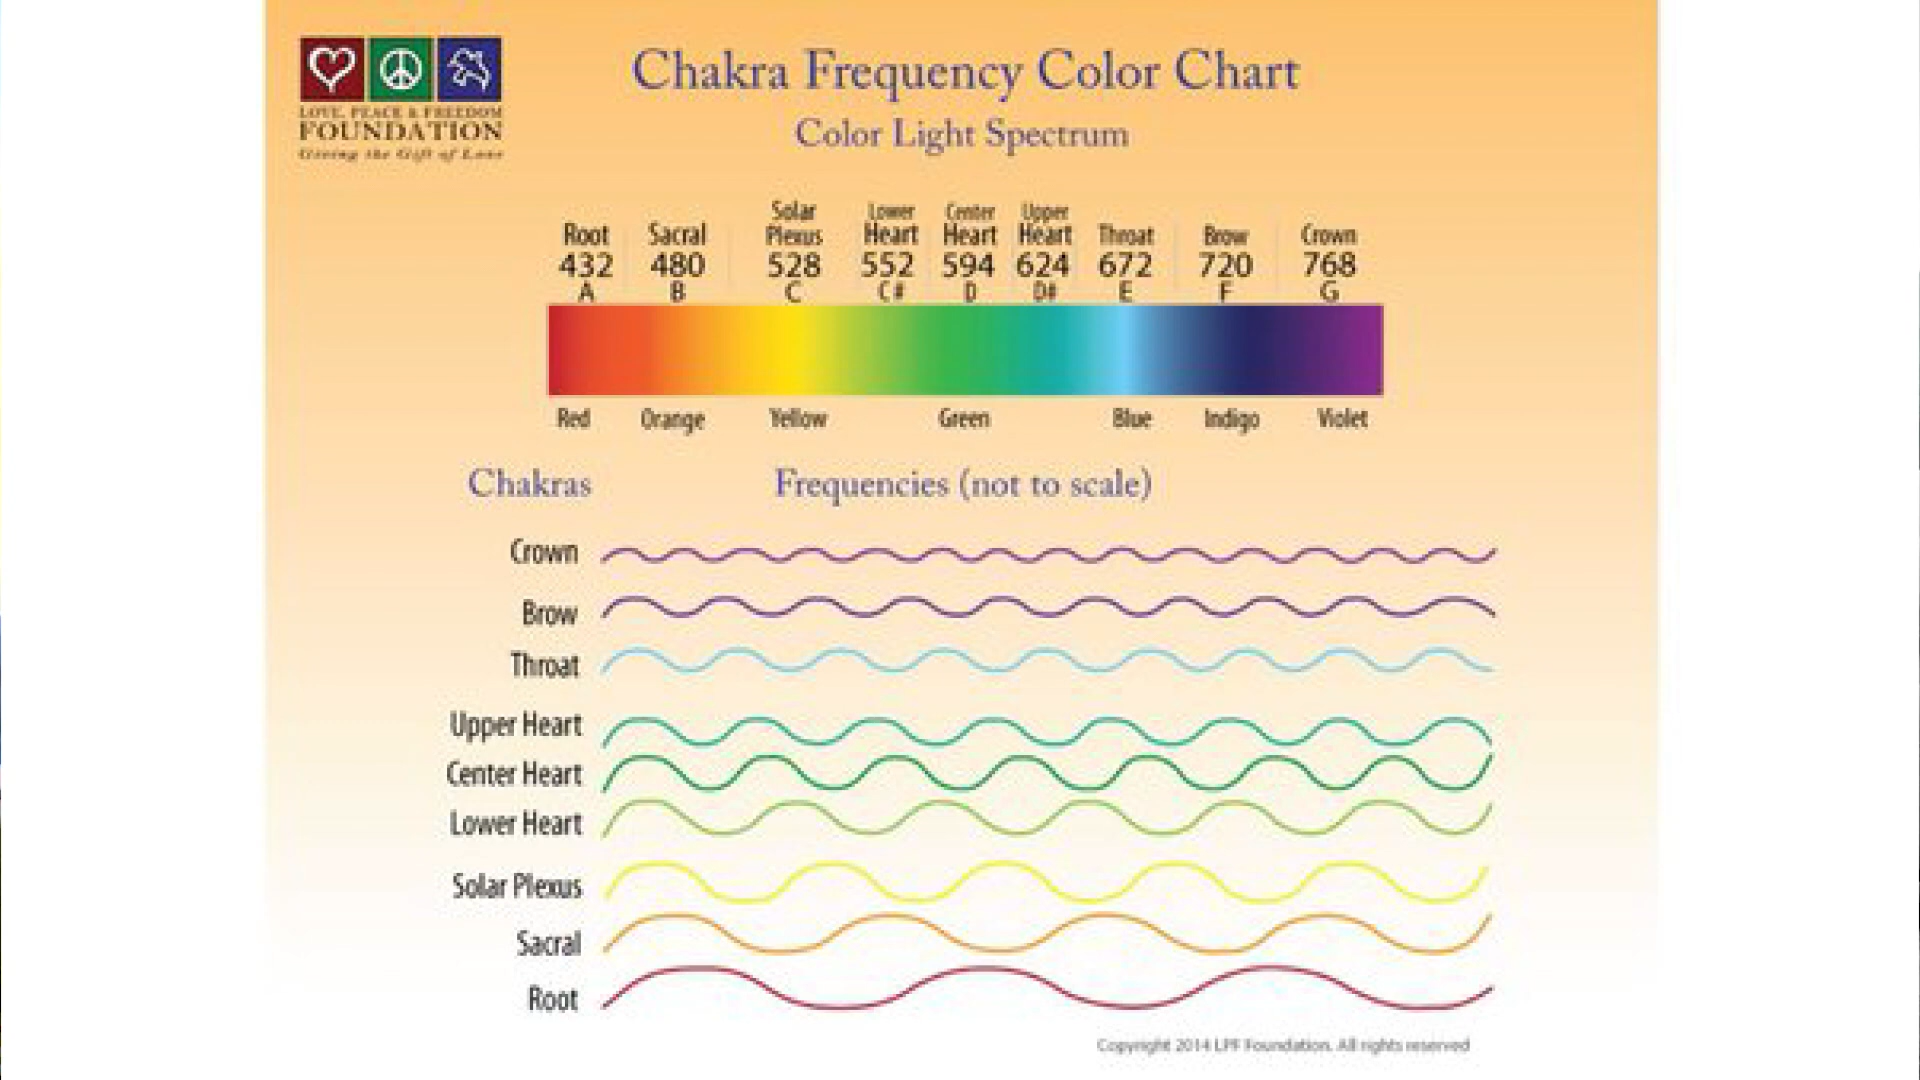 LOVE, PEACE & FREEDOM
FOUNDATION
Giving the Gift of Love
Chakra Frequency Color Chart
Color Light Spectrum
Root Sacral Solar Plexus Lower Heart Center Heart Upper Heart Throat Brow Crown
432 480 528 552 594 624 672 720 768
A B C C# D D# E F G
Red Orange Yellow Green Blue Indigo Violet
Chakras Frequencies (not to scale)
Crown
Brow
Throat
Upper Heart
Center Heart
Lower Heart
Solar Plexus
Sacral
Root
Copyright 2014 LPF Foundation. All rights reserved